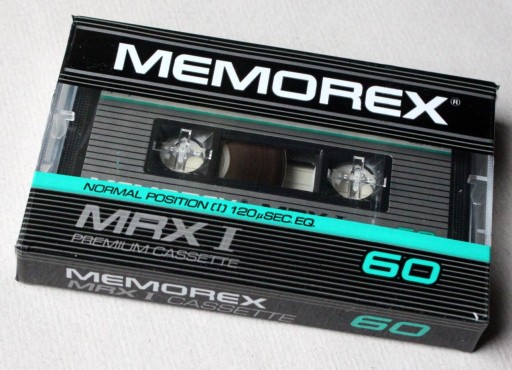 MEMOREX®
NORMAL POSITION (I) 120µSEC. EQ.
MRX I
PREMIUM CASSETTE
60
MEMOREX
MRX I CASSETTE
60